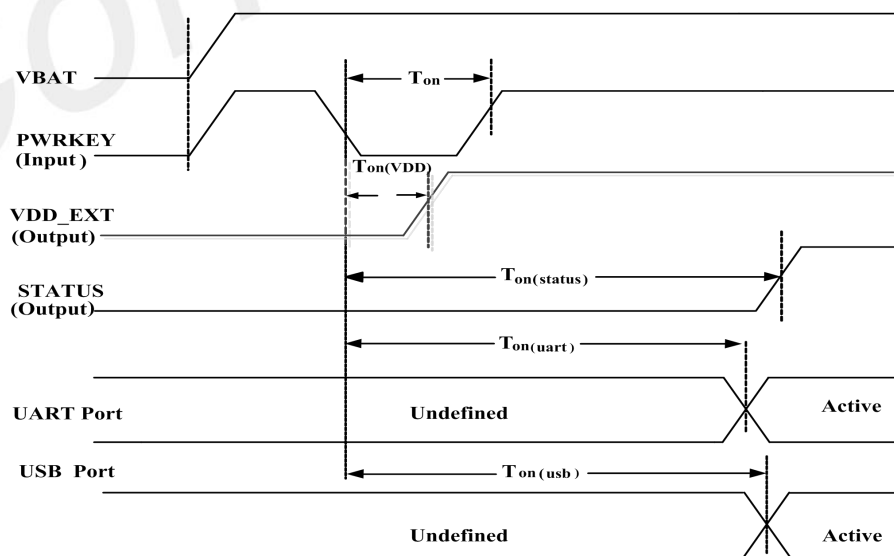 VBAT
Ton
PWRKEY
(Input )
Ton(VDD)
VDD_EXT
(Output)
Ton(status)
STATUS
(Output)
Ton(uart)
UART Port
Undefined
Active
USB Port
Ton(usb )
Undefined
Active